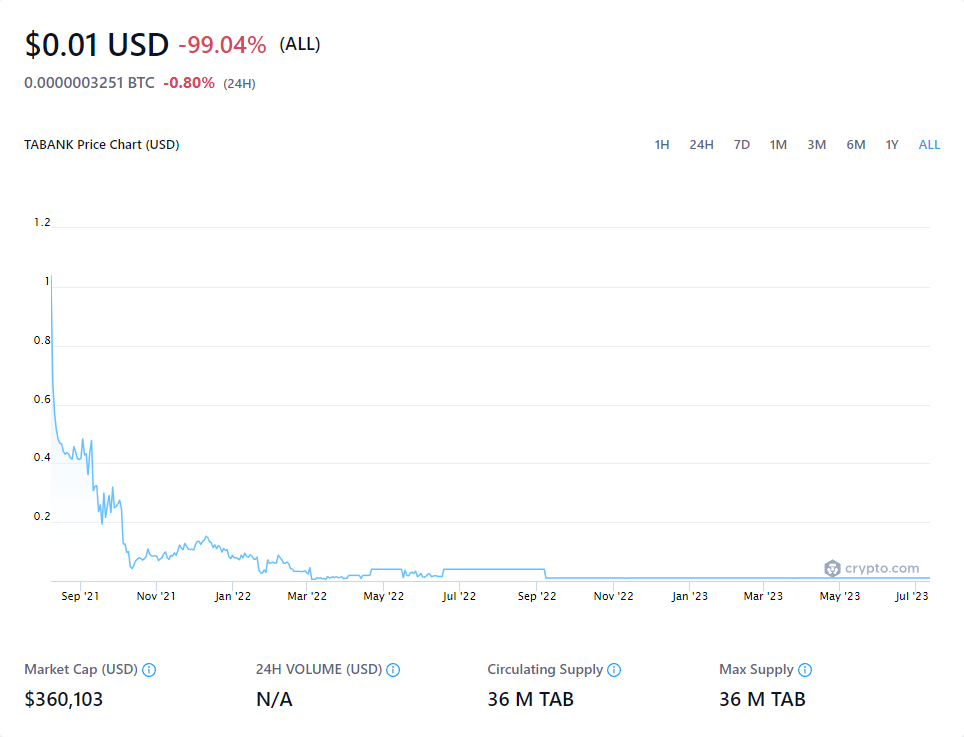 $0.01 USD -99.04% (ALL)
0.0000003251 BTC -0.80% (24H)
TABANK Price Chart (USD) 1H 24H 7D 1M 3M 6M 1Y ALL
1.2
1
0.8
0.6
0.4
0.2
crypto.com
Sep '21 Nov '21 Jan '22 Mar '22 May '22 Jul '22 Sep '22 Nov '22 Jan '23 Mar '23 May '23 Jul '23
Market Cap (USD) 24H VOLUME (USD) Circulating Supply Max Supply
$360,103 N/A 36 M TAB 36 M TAB